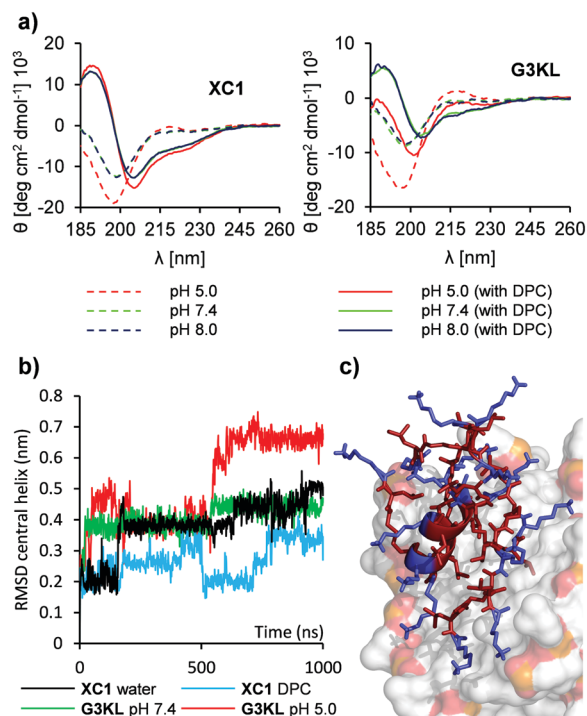 a)
XC1
G3KL
θ [deg cm² dmol⁻¹] 10³
20
10
0
-10
-20
185 200 215 230 245 260
λ [nm]
θ [deg cm² dmol⁻¹] 10³
10
0
-10
-20
185 200 215 230 245 260
λ [nm]
pH 5.0
pH 7.4
pH 8.0
pH 5.0 (with DPC)
pH 7.4 (with DPC)
pH 8.0 (with DPC)
b)
RMSD central helix (nm)
0.8
0.7
0.6
0.5
0.4
0.3
0.2
0.1
0
Time (ns)
0 500 1000
XC1 water
XC1 DPC
G3KL pH 7.4
G3KL pH 5.0
c)